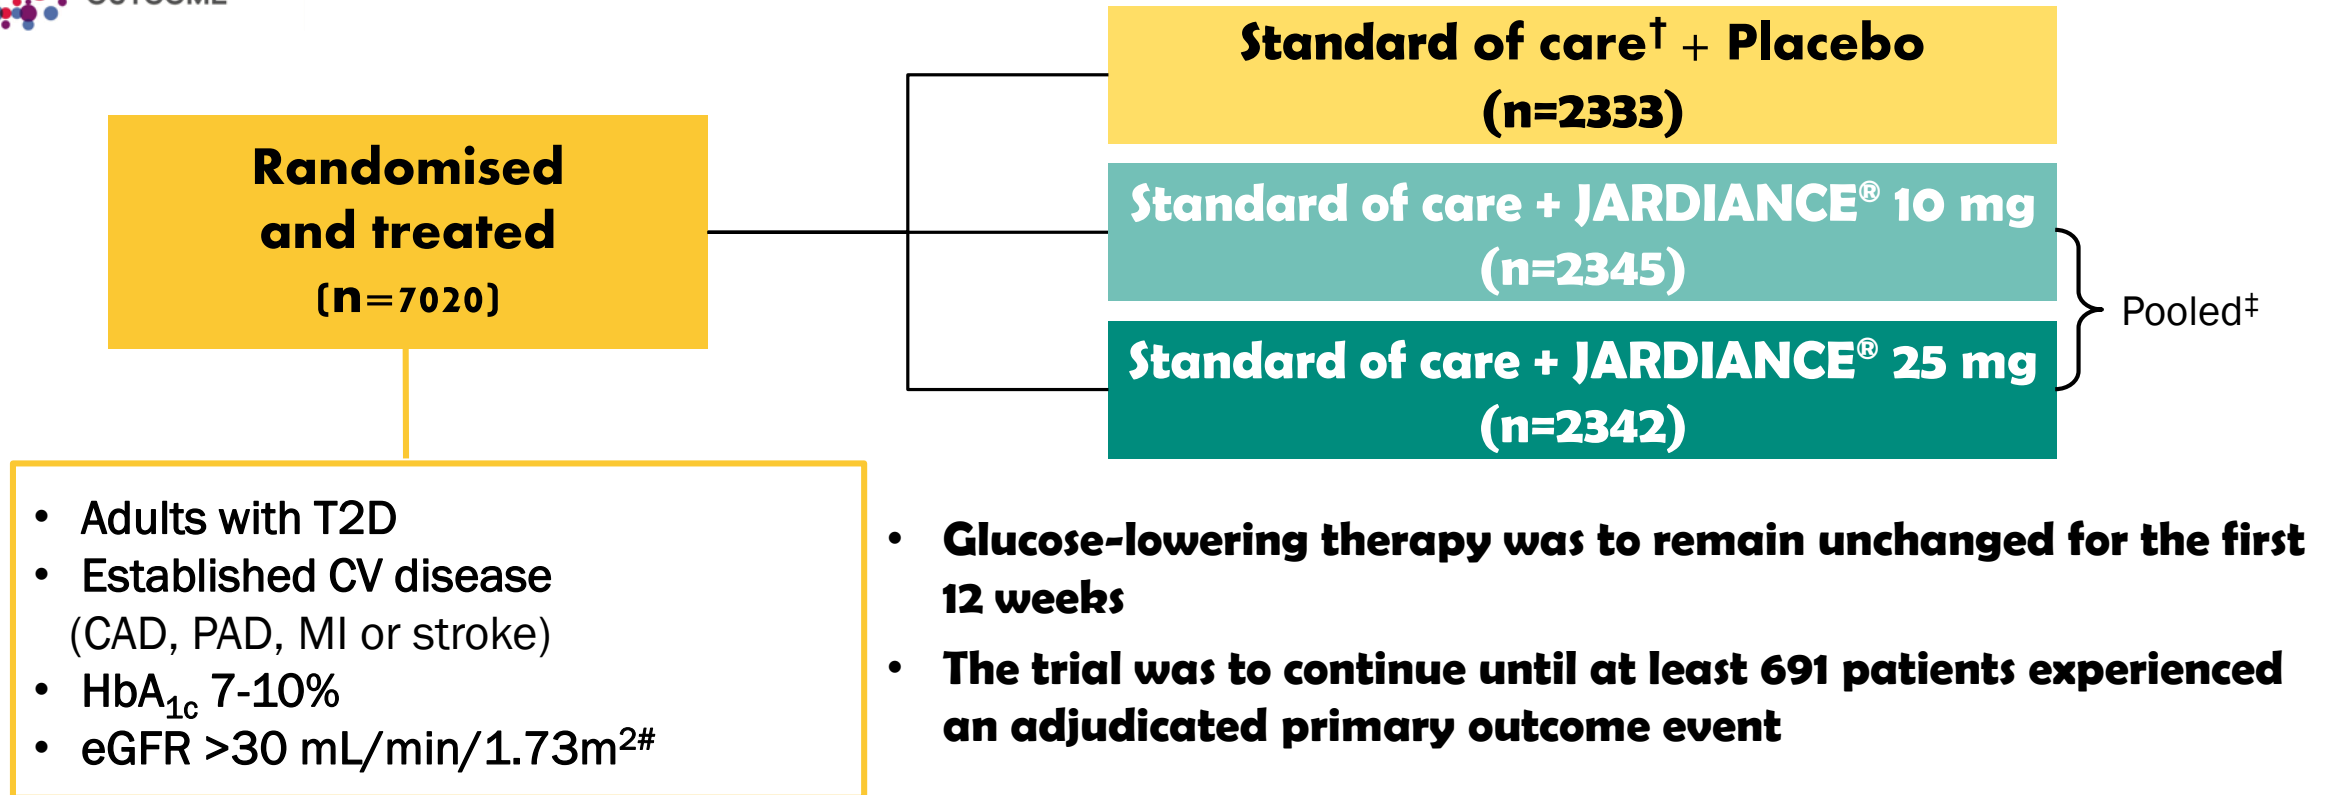 OUTCOME
Standard of care† + Placebo
(n=2333)
Randomised
and treated
(n=7020)
Standard of care + JARDIANCE® 10 mg
(n=2345)
Pooled‡
Standard of care + JARDIANCE® 25 mg
(n=2342)
• Adults with T2D
• Established CV disease
(CAD, PAD, MI or stroke)
• HbA1c 7-10%
• eGFR >30 mL/min/1.73m2#
• Glucose-lowering therapy was to remain unchanged for the first
12 weeks
• The trial was to continue until at least 691 patients experienced
an adjudicated primary outcome event